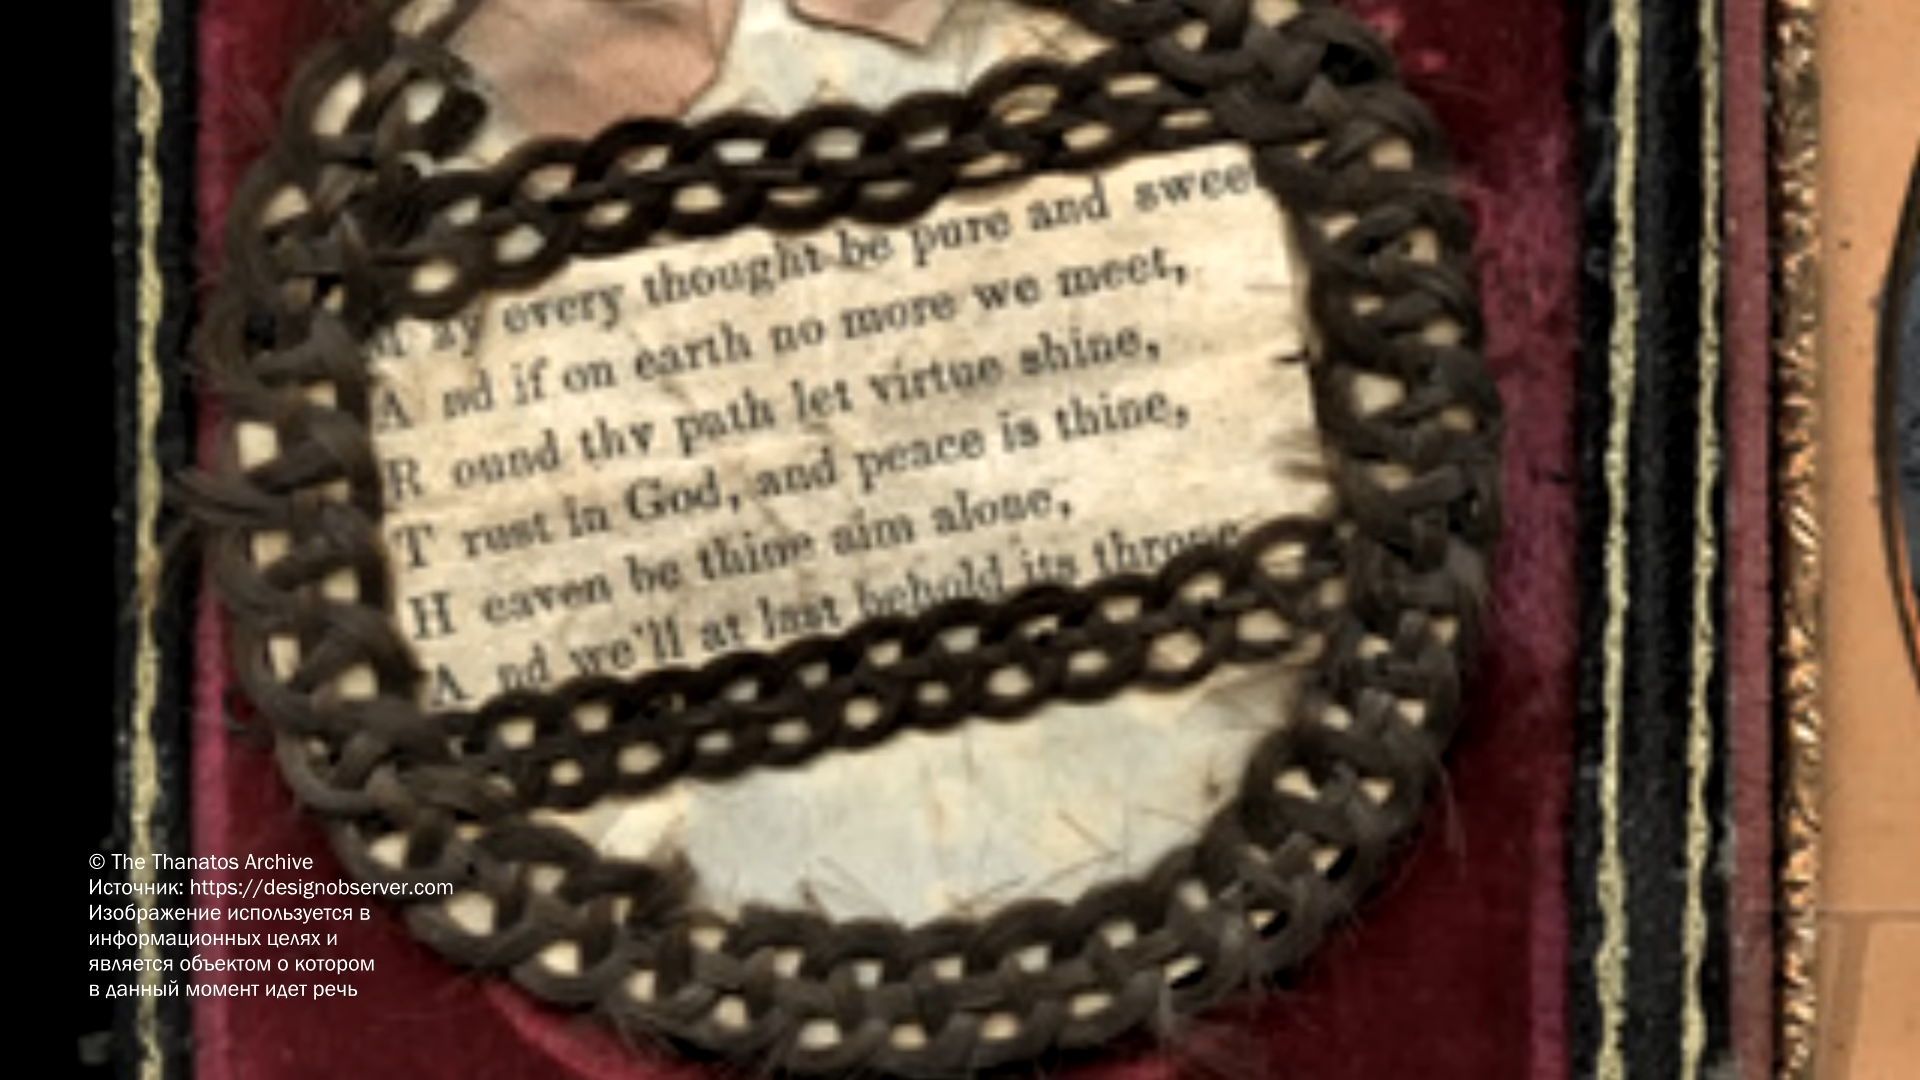 M ay every thought be pure and sweet
A nd if on earth no more we meet,
R ound thy path let virtue shine,
T rust in God, and peace is thine,
H eaven be thine aim alone,
A nd we'll at last behold its throne
© The Thanatos Archive
Источник: https://designobserver.com
Изображение используется в
информационных целях и
является объектом о котором
в данный момент идет речь